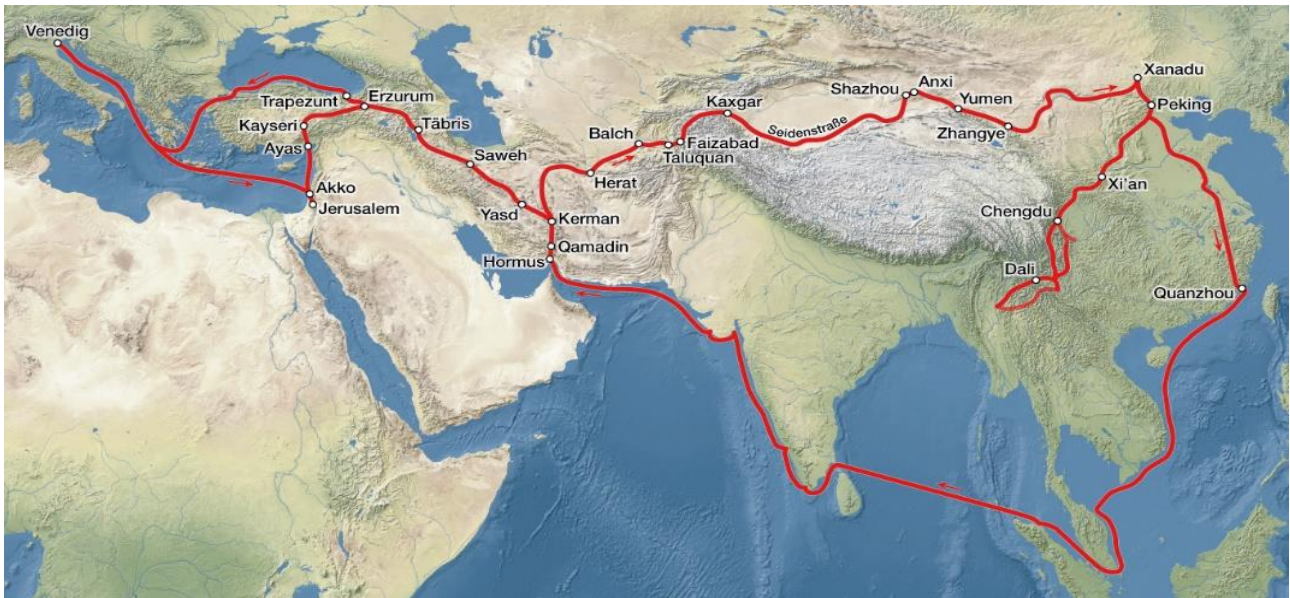 Venedig
Trapezunt
Erzurum
Kayseri
Täbris
Ayas
Saweh
Akko
Jerusalem
Yasd
Kerman
Qamadin
Hormus
Herat
Balch
Taluquan
Faizabad
Kaxgar
Seidenstraße
Shazhou
Anxi
Yumen
Zhangye
Xanadu
Peking
Xi'an
Chengdu
Dali
Quanzhou